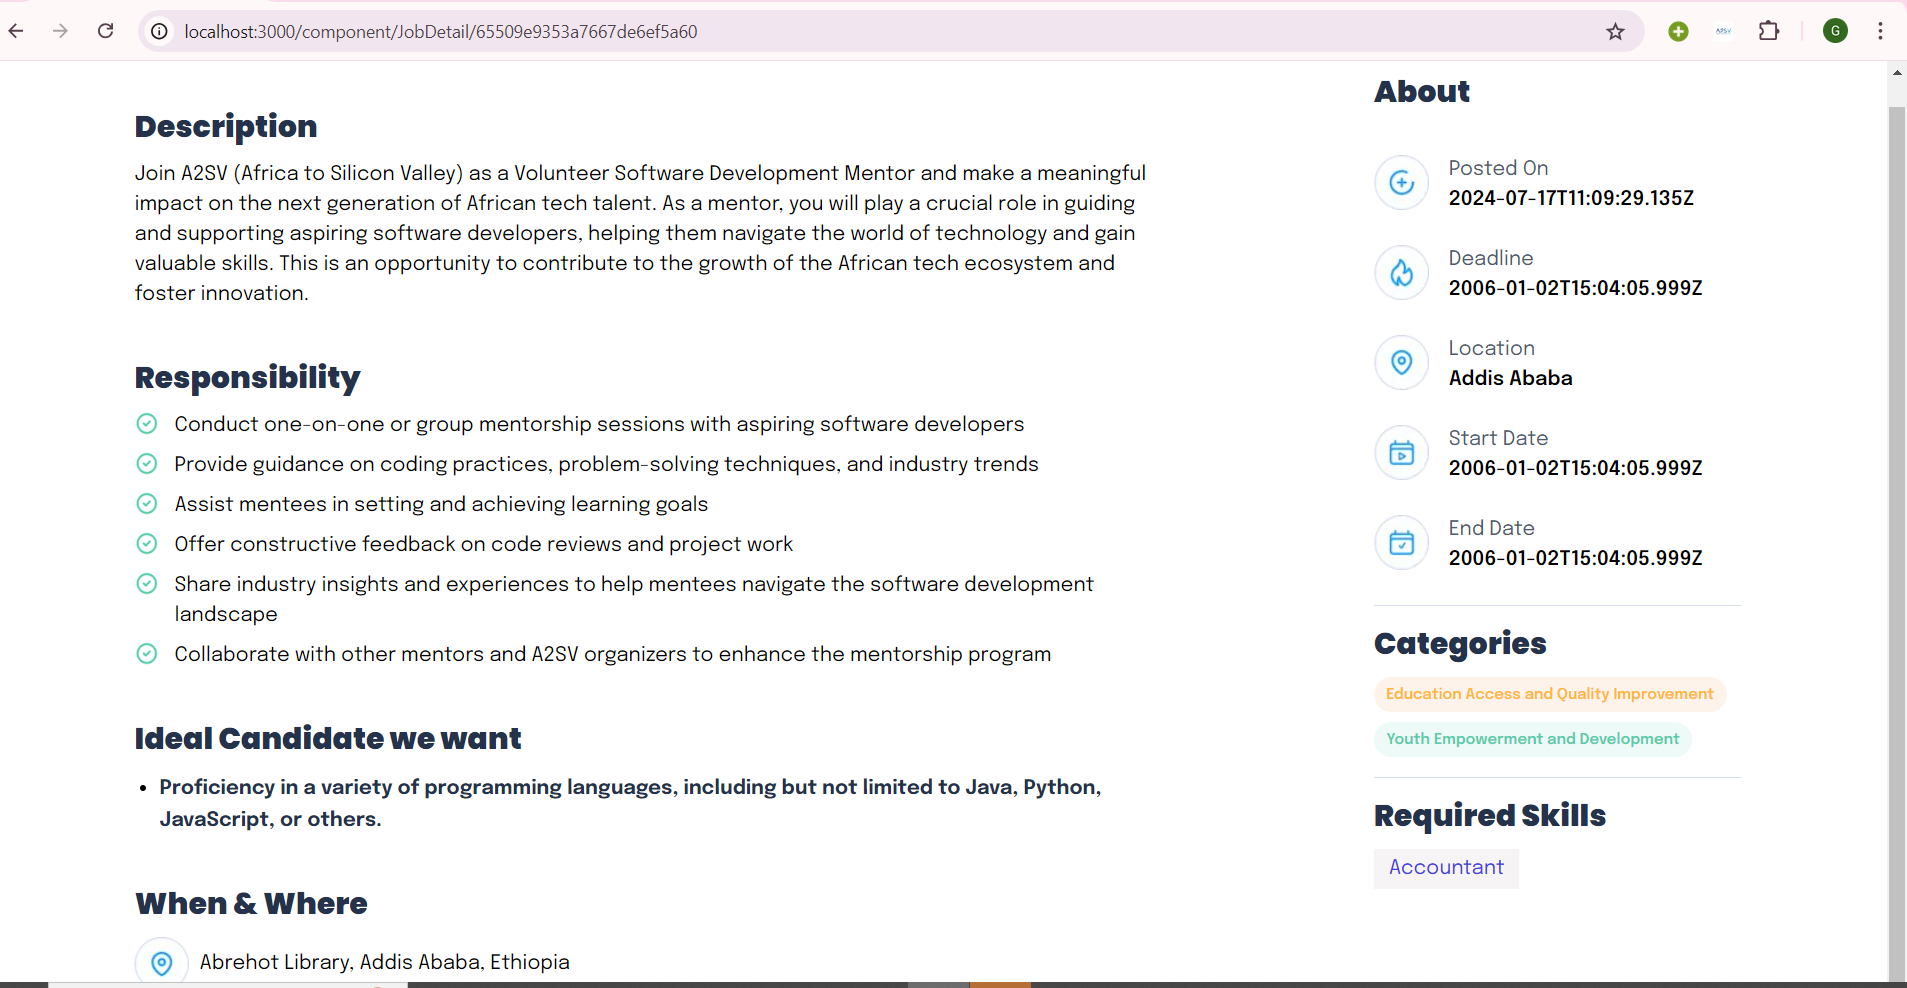 localhost:3000/component/JobDetail/65509e9353a7667de6ef5a60
A2SV
G
Description
Join A2SV (Africa to Silicon Valley) as a Volunteer Software Development Mentor and make a meaningful
impact on the next generation of African tech talent. As a mentor, you will play a crucial role in guiding
and supporting aspiring software developers, helping them navigate the world of technology and gain
valuable skills. This is an opportunity to contribute to the growth of the African tech ecosystem and
foster innovation.
Responsibility
Conduct one-on-one or group mentorship sessions with aspiring software developers
Provide guidance on coding practices, problem-solving techniques, and industry trends
Assist mentees in setting and achieving learning goals
Offer constructive feedback on code reviews and project work
Share industry insights and experiences to help mentees navigate the software development
landscape
Collaborate with other mentors and A2SV organizers to enhance the mentorship program
Ideal Candidate we want
• Proficiency in a variety of programming languages, including but not limited to Java, Python,
JavaScript, or others.
When & Where
Abrehot Library, Addis Ababa, Ethiopia
About
Posted On
2024-07-17T11:09:29.135Z
Deadline
2006-01-02T15:04:05.999Z
Location
Addis Ababa
Start Date
2006-01-02T15:04:05.999Z
End Date
2006-01-02T15:04:05.999Z
Categories
Education Access and Quality Improvement
Youth Empowerment and Development
Required Skills
Accountant